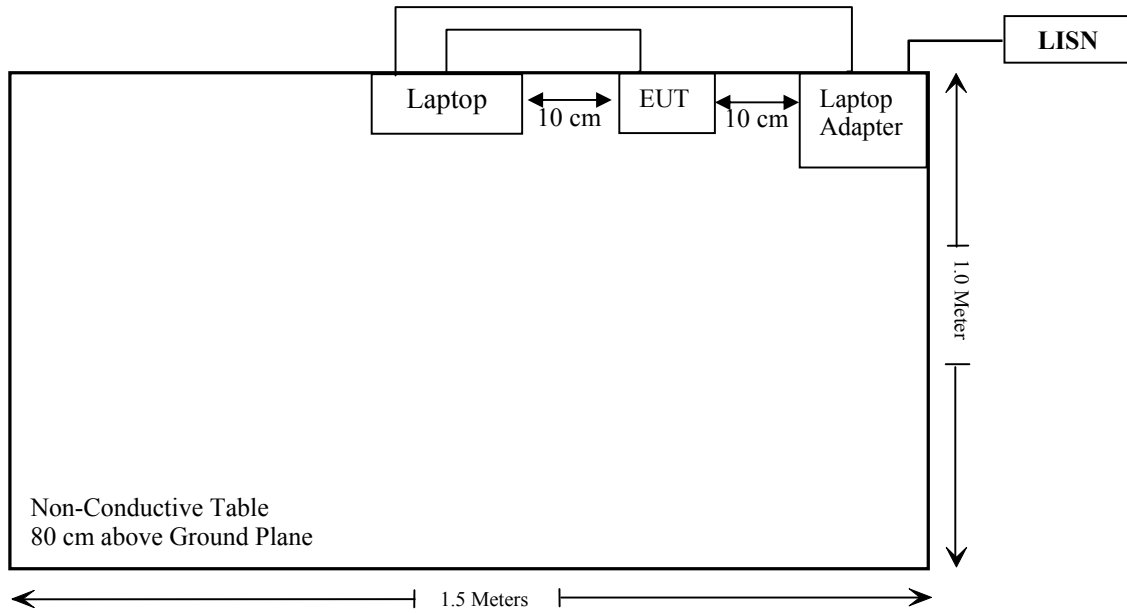 LISN
Laptop
EUT
Laptop
Adapter
10 cm
10 cm
1.0 Meter
Non-Conductive Table
80 cm above Ground Plane
1.5 Meters